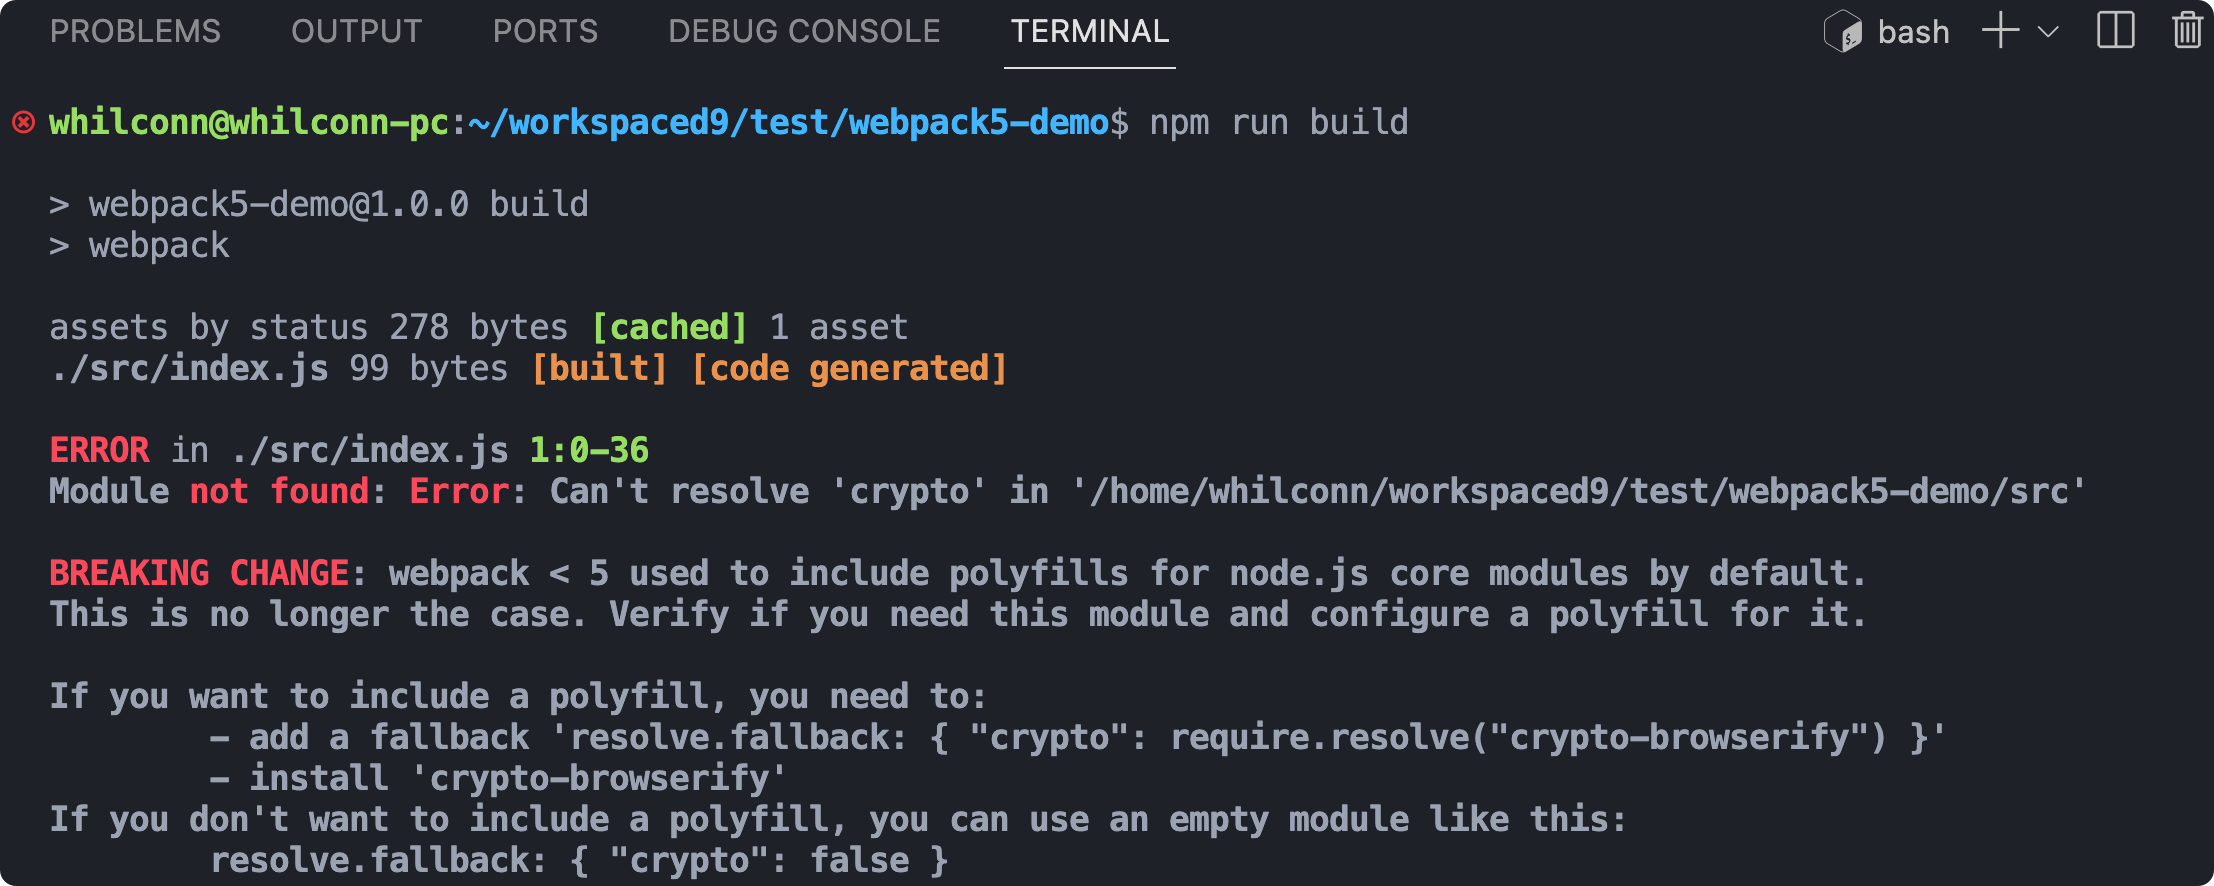 PROBLEMS OUTPUT PORTS DEBUG CONSOLE TERMINAL bash
whilconn@whilconn-pc:~/workspaced9/test/webpack5-demo$ npm run build
> webpack5-demo@1.0.0 build
> webpack
assets by status 278 bytes [cached] 1 asset
./src/index.js 99 bytes [built] [code generated]
ERROR in ./src/index.js 1:0-36
Module not found: Error: Can't resolve 'crypto' in '/home/whilconn/workspaced9/test/webpack5-demo/src'
BREAKING CHANGE: webpack < 5 used to include polyfills for node.js core modules by default.
This is no longer the case. Verify if you need this module and configure a polyfill for it.
If you want to include a polyfill, you need to:
- add a fallback 'resolve.fallback: { "crypto": require.resolve("crypto-browserify") }'
- install 'crypto-browserify'
If you don't want to include a polyfill, you can use an empty module like this:
resolve.fallback: { "crypto": false }